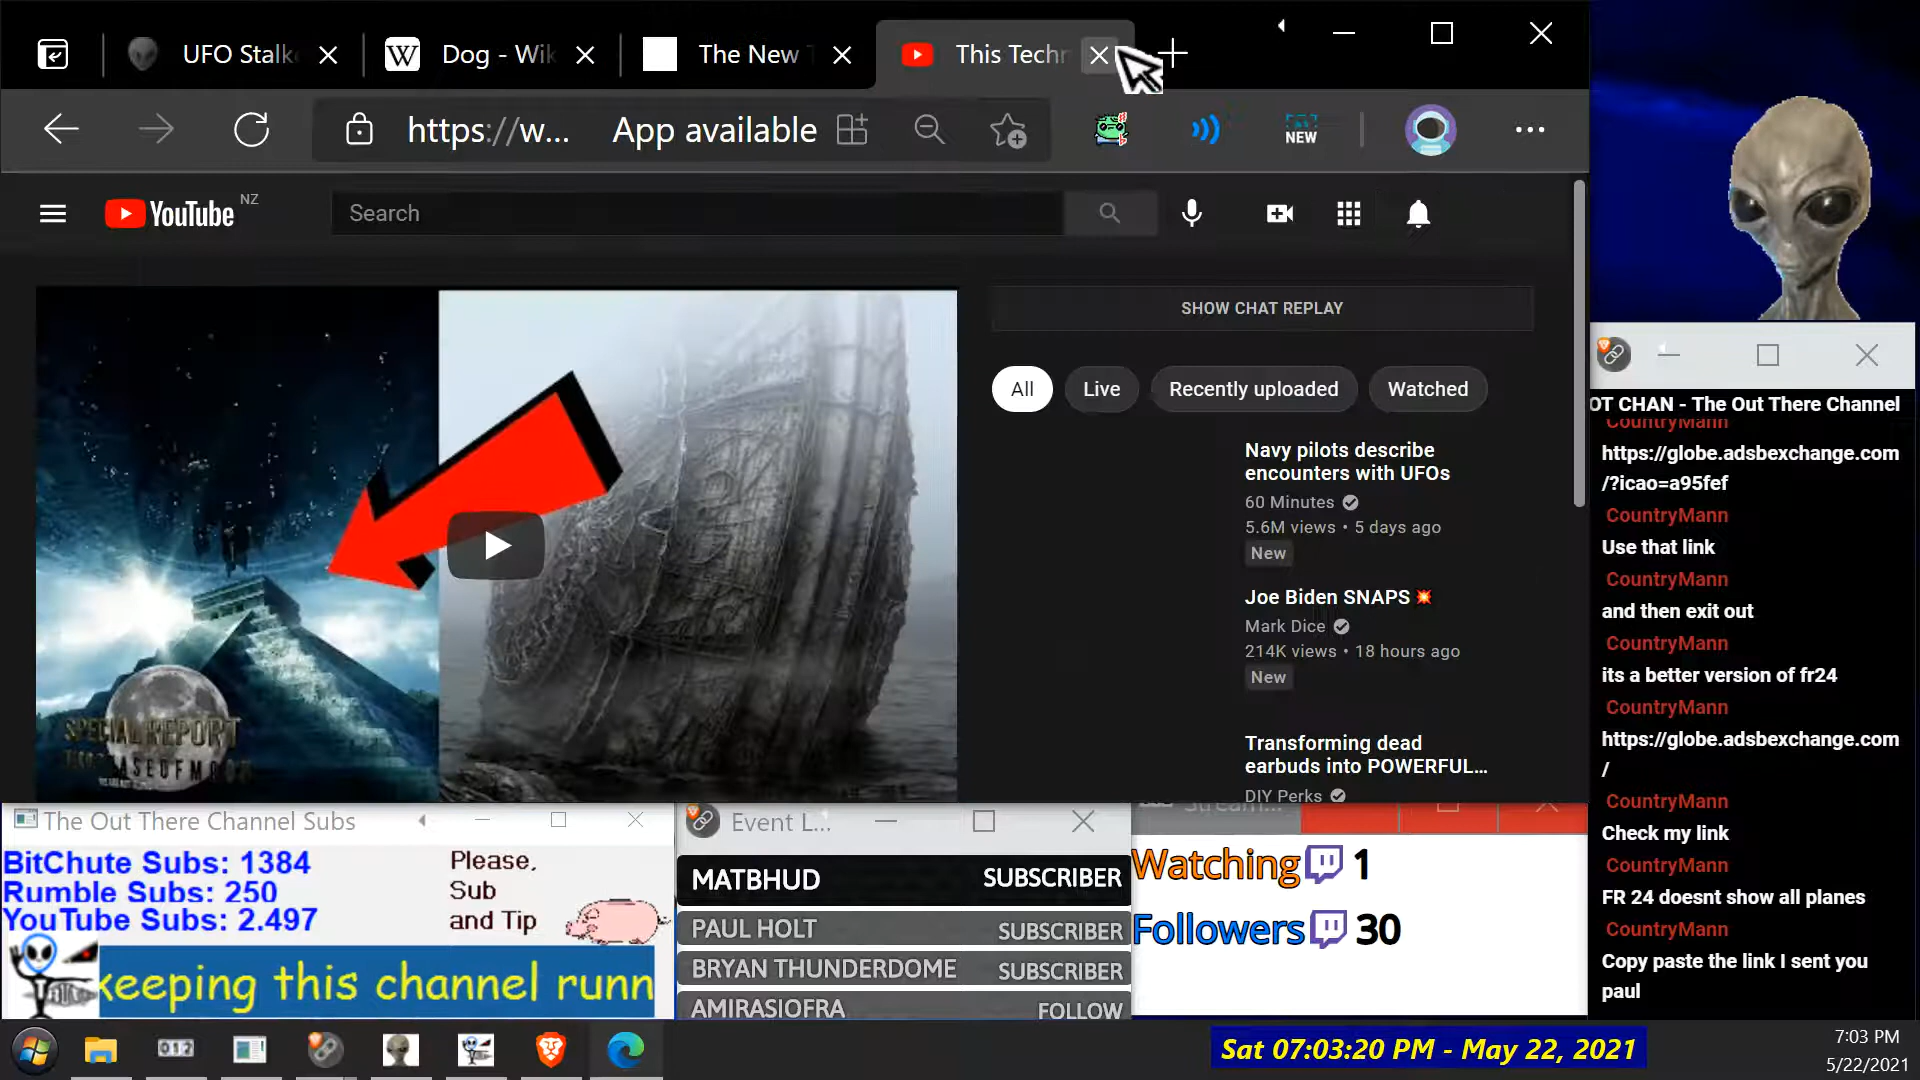 UFO Stalk
Dog - Wik
The New T
This Techn
https://w...
App available
NEW
YouTube NZ
Search
SHOW CHAT REPLAY
All
Live
Recently uploaded
Watched
Navy pilots describe
encounters with UFOs
60 Minutes
5.6M views • 5 days ago
New
Joe Biden SNAPS 💥
Mark Dice
214K views • 18 hours ago
New
Transforming dead
earbuds into POWERFUL...
DIY Perks
SPECIAL REPORT
OT CHAN - The Out There Channel
CountryMann
https://globe.adsbexchange.com
/?icao=a95fef
CountryMann
Use that link
CountryMann
and then exit out
CountryMann
its a better version of fr24
CountryMann
https://globe.adsbexchange.com
/
CountryMann
Check my link
CountryMann
FR 24 doesnt show all planes
CountryMann
Copy paste the link I sent you
paul
The Out There Channel Subs
BitChute Subs: 1384
Rumble Subs: 250
YouTube Subs: 2.497
Please,
Sub
and Tip
keeping this channel runn
Event L...
MATBHUD SUBSCRIBER
PAUL HOLT SUBSCRIBER
BRYAN THUNDERDOME SUBSCRIBER
AMIRASIOFRA FOLLOW
Watching 1
Followers 30
012
Sat 07:03:20 PM - May 22, 2021
7:03 PM
5/22/2021